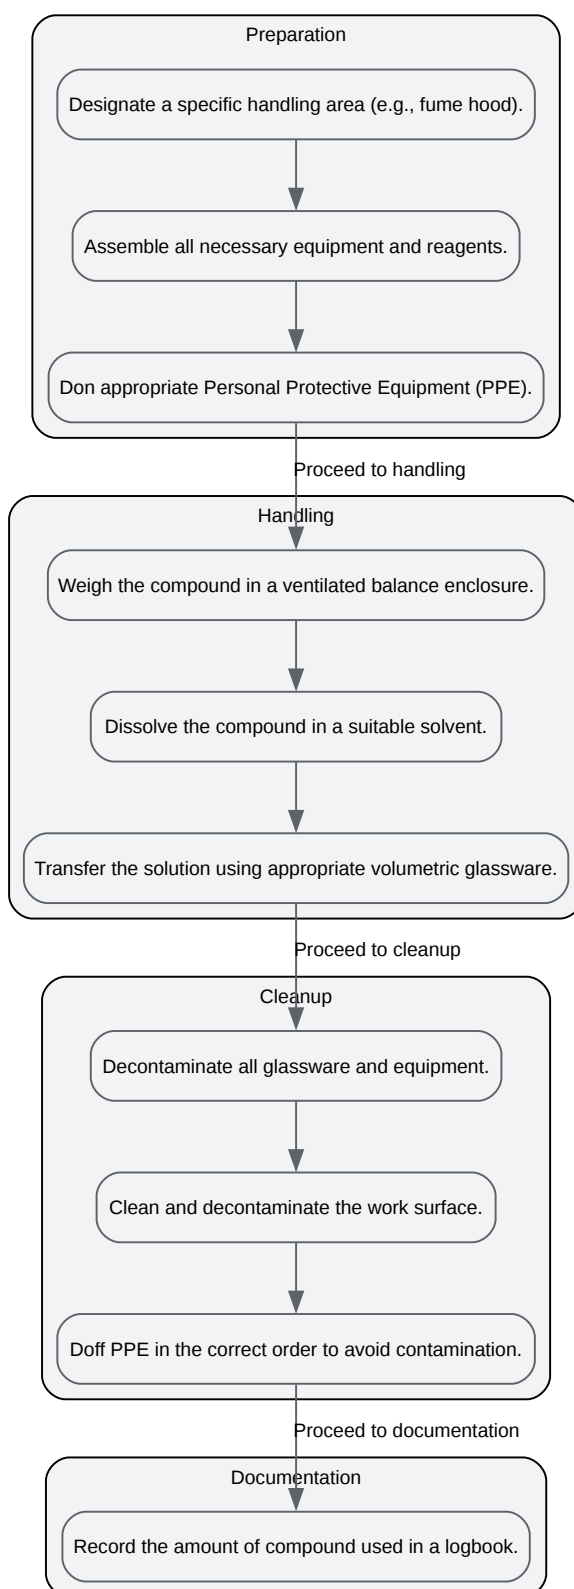 Preparation
Designate a specific handling area (e.g., fume hood).
Assemble all necessary equipment and reagents.
Don appropriate Personal Protective Equipment (PPE).
Proceed to handling
Handling
Weigh the compound in a ventilated balance enclosure.
Dissolve the compound in a suitable solvent.
Transfer the solution using appropriate volumetric glassware.
Proceed to cleanup
Cleanup
Decontaminate all glassware and equipment.
Clean and decontaminate the work surface.
Doff PPE in the correct order to avoid contamination.
Proceed to documentation
Documentation
Record the amount of compound used in a logbook.